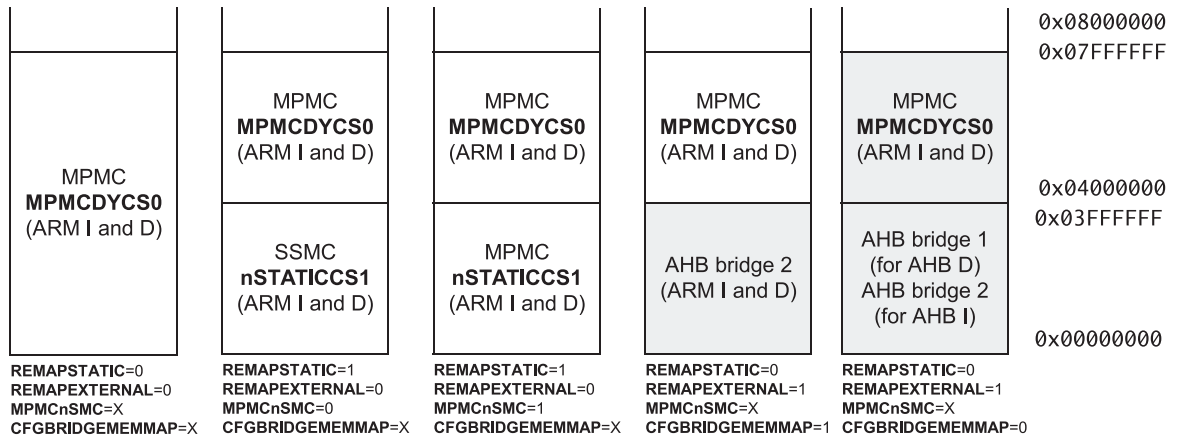 0x08000000
0x07FFFFFF
MPMC
MPMCDYCS0
(ARM I and D)
MPMC
MPMCDYCS0
(ARM I and D)
SSMC
nSTATICCS1
(ARM I and D)
MPMC
MPMCDYCS0
(ARM I and D)
MPMC
nSTATICCS1
(ARM I and D)
MPMC
MPMCDYCS0
(ARM I and D)
AHB bridge 2
(ARM I and D)
MPMC
MPMCDYCS0
(ARM I and D)
AHB bridge 1
(for AHB D)
AHB bridge 2
(for AHB I)
0x04000000
0x03FFFFFF
0x00000000
REMAPSTATIC=0
REMAPEXTERNAL=0
MPMCnSMC=X
CFGBRIDGEMEMMAP=X
REMAPSTATIC=1
REMAPEXTERNAL=0
MPMCnSMC=0
CFGBRIDGEMEMMAP=X
REMAPSTATIC=1
REMAPEXTERNAL=0
MPMCnSMC=1
CFGBRIDGEMEMMAP=X
REMAPSTATIC=0
REMAPEXTERNAL=1
MPMCnSMC=X
CFGBRIDGEMEMMAP=1
REMAPSTATIC=0
REMAPEXTERNAL=1
MPMCnSMC=X
CFGBRIDGEMEMMAP=0